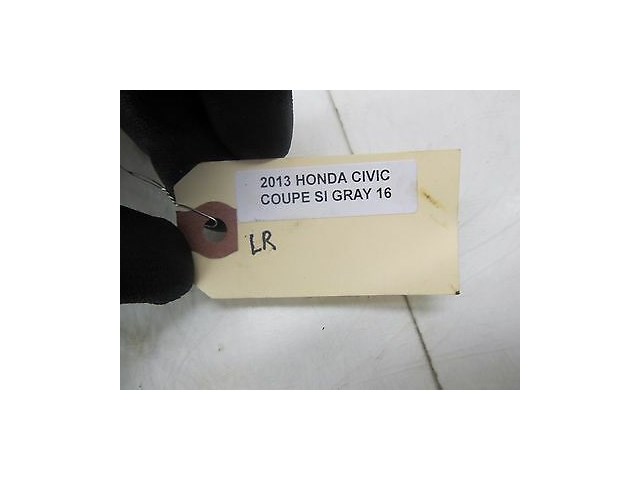 2013 HONDA CIVIC
COUPE SI GRAY 16
LR